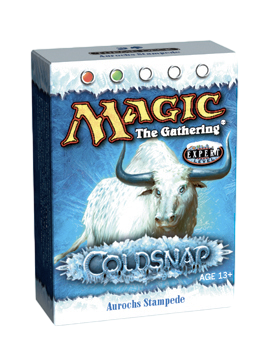 MAGIC
The Gathering®
EXPERT
LEVEL
COLDSNAP
AGE 13+
Aurochs Stampede